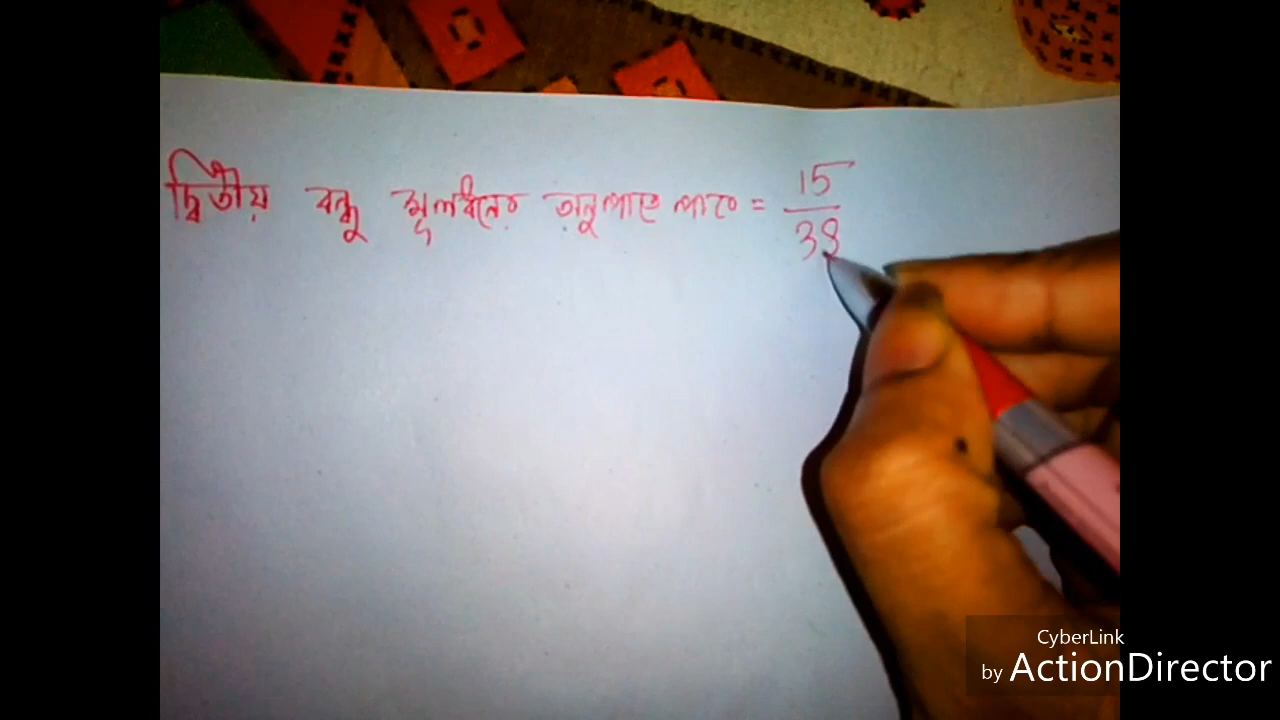 দ্বিতীয় বন্ধু মূলধনের অনুপাতে পাবে = 15/39
CyberLink
by ActionDirector